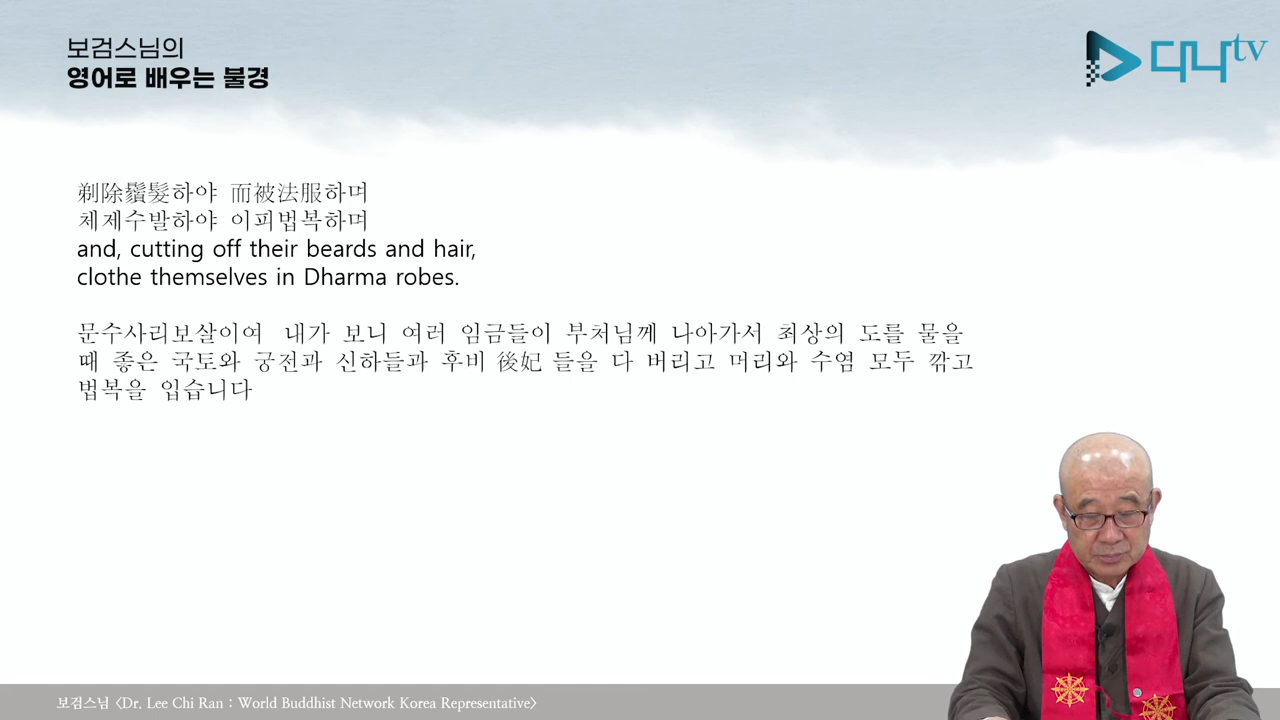 보검스님의
영어로 배우는 불경
디나tv
剃除鬚髮하야 而被法服하며
체제수발하야 이피법복하며
and, cutting off their beards and hair,
clothe themselves in Dharma robes.
문수사리보살이여 내가 보니 여러 임금들이 부처님께 나아가서 최상의 도를 물을
때 좋은 국토와 궁전과 신하들과 후비 後妃 들을 다 버리고 머리와 수염 모두 깎고
법복을 입습니다
보검스님 <Dr. Lee Chi Ran : World Buddhist Network Korea Representative>